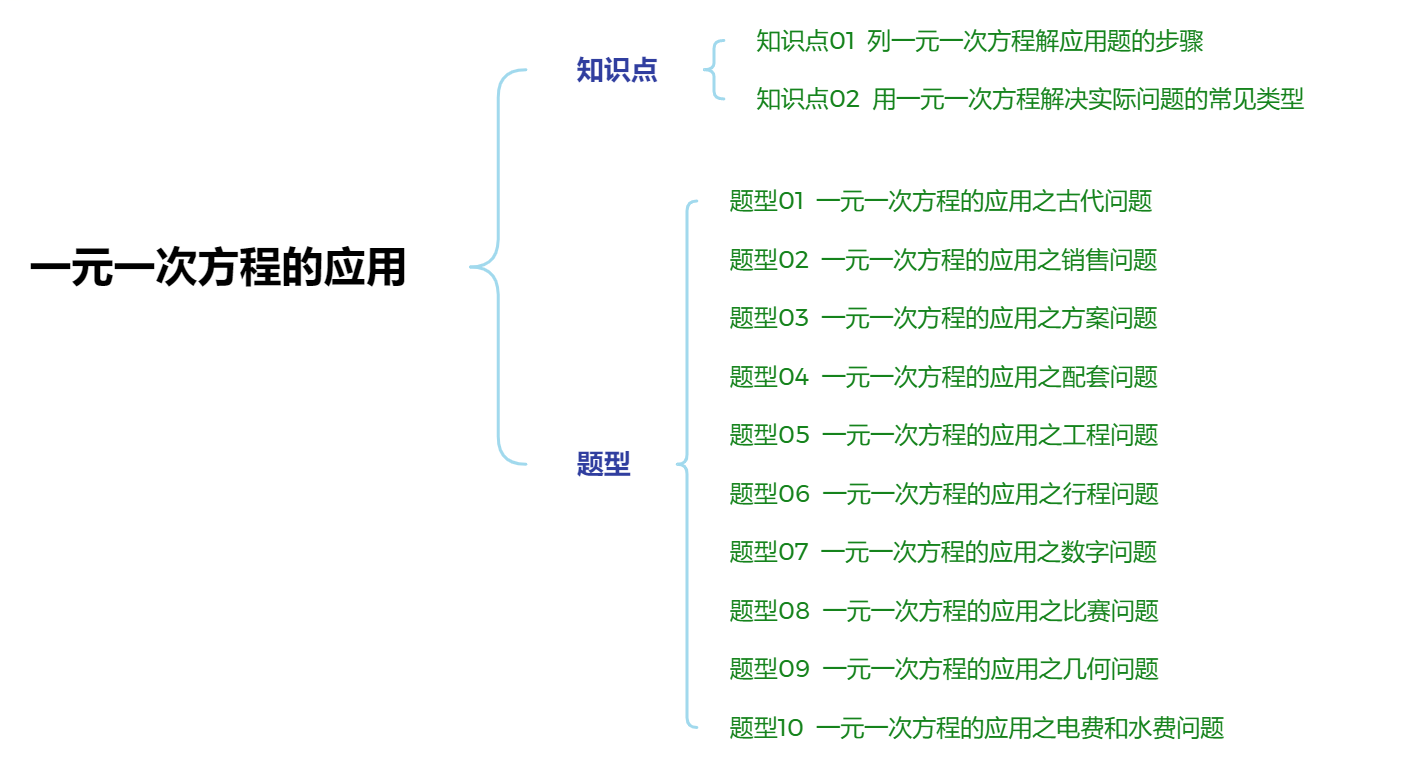 一元一次方程的应用
知识点
知识点01 列一元一次方程解应用题的步骤
知识点02 用一元一次方程解决实际问题的常见类型
题型
题型01 一元一次方程的应用之古代问题
题型02 一元一次方程的应用之销售问题
题型03 一元一次方程的应用之方案问题
题型04 一元一次方程的应用之配套问题
题型05 一元一次方程的应用之工程问题
题型06 一元一次方程的应用之行程问题
题型07 一元一次方程的应用之数字问题
题型08 一元一次方程的应用之比赛问题
题型09 一元一次方程的应用之几何问题
题型10 一元一次方程的应用之电费和水费问题